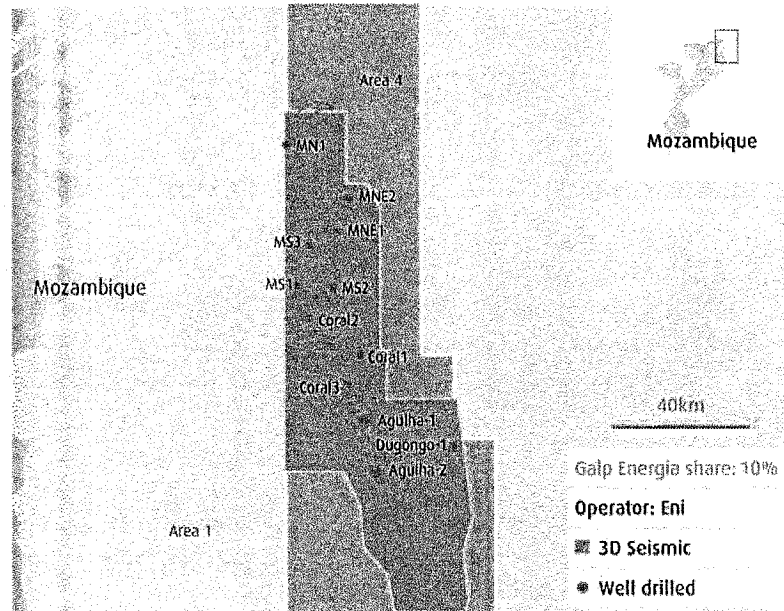 Area 4
Mozambique
MN1
MNE2
MNE1
MS3
MS1
MS2
Mozambique
Coral2
Coral1
Coral3
40km
Agulha-1
Dugongo-1
Agulha-2
Galp Energia share: 10%
Operator: Eni
Area 1
3D Seismic
Well drilled